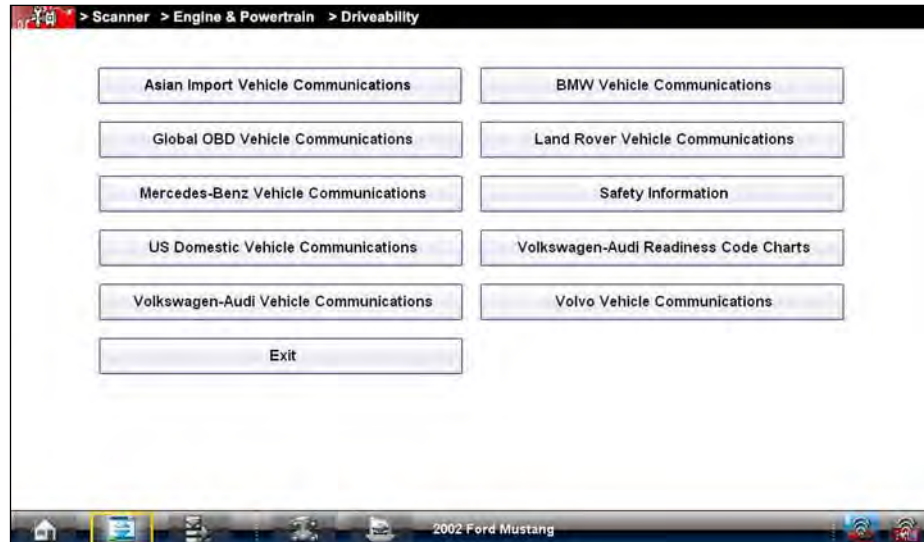 > Scanner > Engine & Powertrain > Driveability
Asian Import Vehicle Communications
BMW Vehicle Communications
Global OBD Vehicle Communications
Land Rover Vehicle Communications
Mercedes-Benz Vehicle Communications
Safety Information
US Domestic Vehicle Communications
Volkswagen-Audi Readiness Code Charts
Volkswagen-Audi Vehicle Communications
Volvo Vehicle Communications
Exit
2002 Ford Mustang